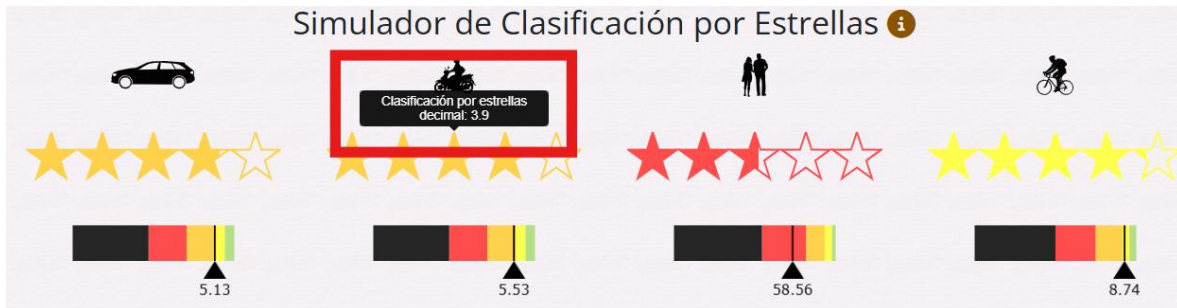 Simulador de Clasificación por Estrellas i
Clasificación por estrellas
decimal: 3.9
5.13
5.53
58.56
8.74